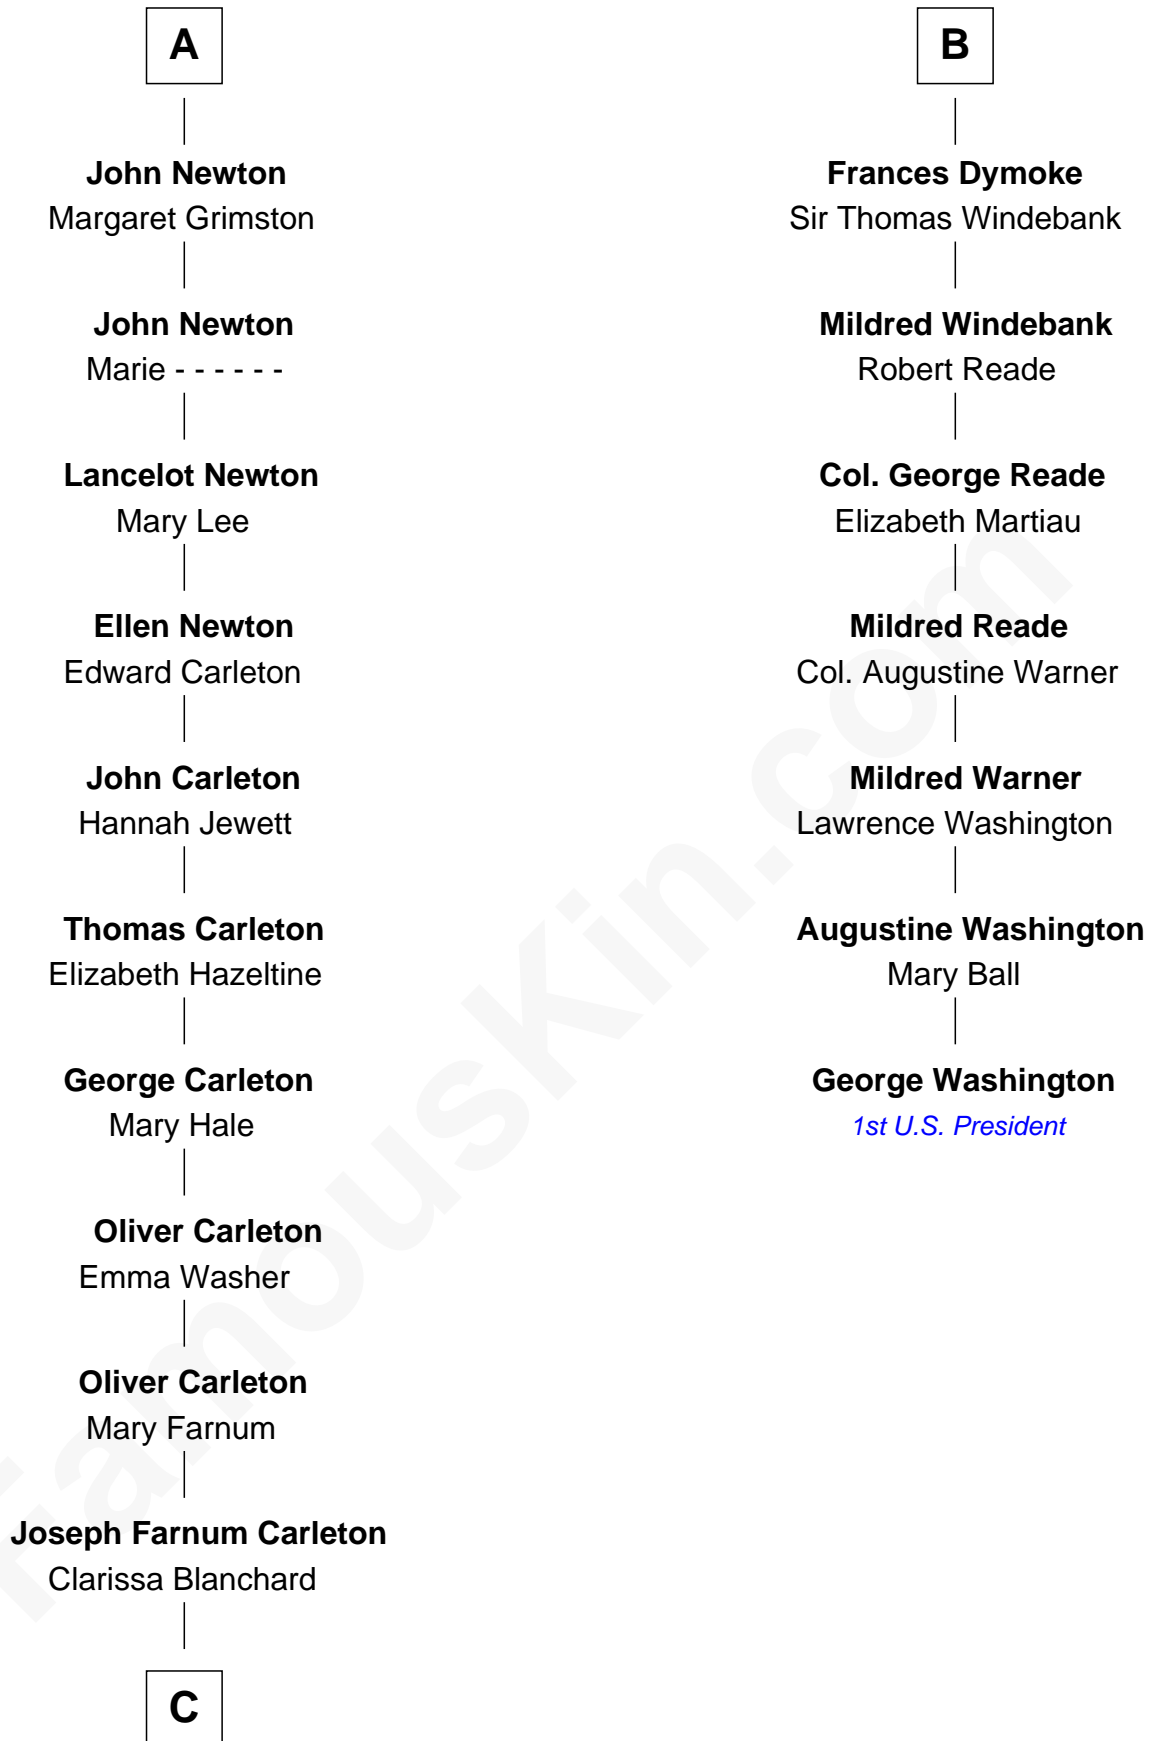 A
John Newton
Margaret Grimston
John Newton
Marie - - - - - -
Lancelot Newton
Mary Lee
Ellen Newton
Edward Carleton
John Carleton
Hannah Jewett
Thomas Carleton
Elizabeth Hazeltine
George Carleton
Mary Hale
Oliver Carleton
Emma Washer
Oliver Carleton
Mary Farnum
Joseph Farnum Carleton
Clarissa Blanchard
C
B
Frances Dymoke
Sir Thomas Windebank
Mildred Windebank
Robert Reade
Col. George Reade
Elizabeth Martiau
Mildred Reade
Col. Augustine Warner
Mildred Warner
Lawrence Washington
Augustine Washington
Mary Ball
George Washington
1st U.S. President
FamousKin.com